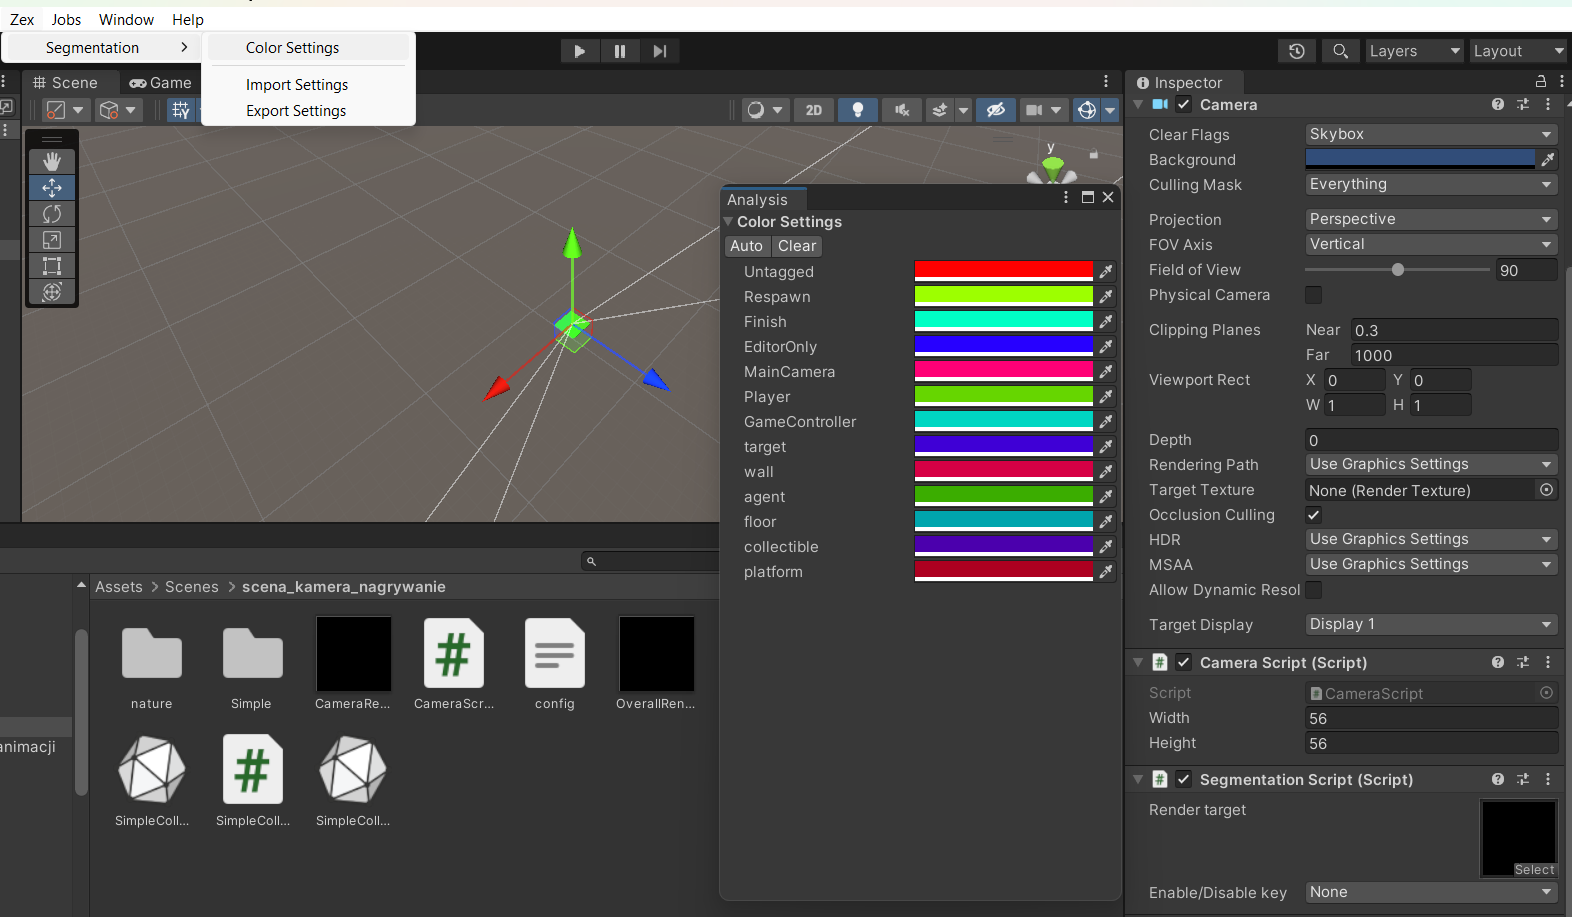 Zex Jobs Window Help
Segmentation
Color Settings
Import Settings
Export Settings
Layers
Layout
Scene
Game
2D
y
Analysis
Color Settings
Auto Clear
Untagged
Respawn
Finish
EditorOnly
MainCamera
Player
GameController
target
wall
agent
floor
collectible
platform
Assets > Scenes > scena_kamera_nagrywanie
animacji
nature
Simple
CameraRe...
CameraScr...
config
OverallRen...
SimpleColl...
SimpleColl...
SimpleColl...
Inspector
Camera
Clear Flags Skybox
Background
Culling Mask Everything
Projection Perspective
FOV Axis Vertical
Field of View 90
Physical Camera
Clipping Planes Near 0.3
Far 1000
Viewport Rect X 0 Y 0
W 1 H 1
Depth 0
Rendering Path Use Graphics Settings
Target Texture None (Render Texture)
Occlusion Culling
HDR Use Graphics Settings
MSAA Use Graphics Settings
Allow Dynamic Resol
Target Display Display 1
# Camera Script (Script)
Script # CameraScript
Width 56
Height 56
# Segmentation Script (Script)
Render target
Select
Enable/Disable key None